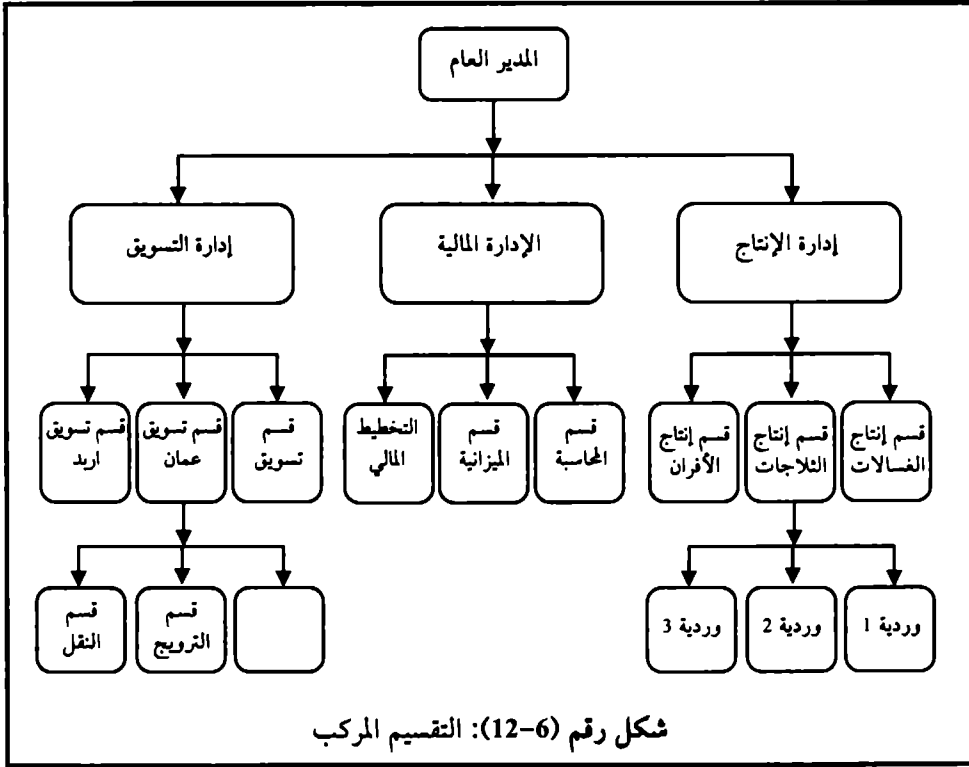 المدير العام
إدارة الإنتاج
الإدارة المالية
إدارة التسويق
قسم إنتاج
الغسالات
قسم إنتاج
الثلاجات
قسم إنتاج
الأفران
قسم
المحاسبة
قسم
الميزانية
التخطيط
المالي
قسم
تسويق
قسم تسويق
عمان
قسم تسويق
اربد
وردية 1
وردية 2
وردية 3
قسم
الترويج
قسم
النقل
شكل رقم (6-12): التقسيم المركب